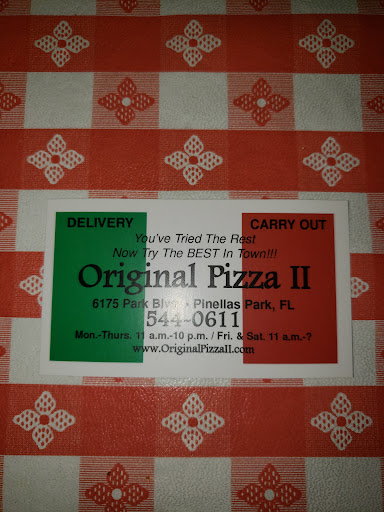 DELIVERY
CARRY OUT
You've Tried The Rest
Now Try The BEST In Town!!!
Original Pizza II
6175 Park Blvd. • Pinellas Park, FL
544-0611
Mon.-Thurs. 11 a.m.-10 p.m. / Fri. & Sat. 11 a.m.-?
www.OriginalPizzaII.com